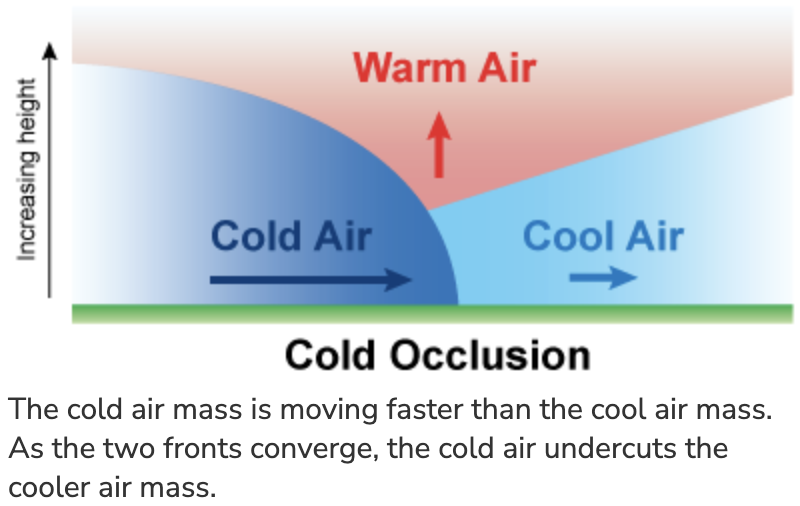 Warm Air
Increasing height
Cold Air
Cool Air
Cold Occlusion
The cold air mass is moving faster than the cool air mass.
As the two fronts converge, the cold air undercuts the
cooler air mass.